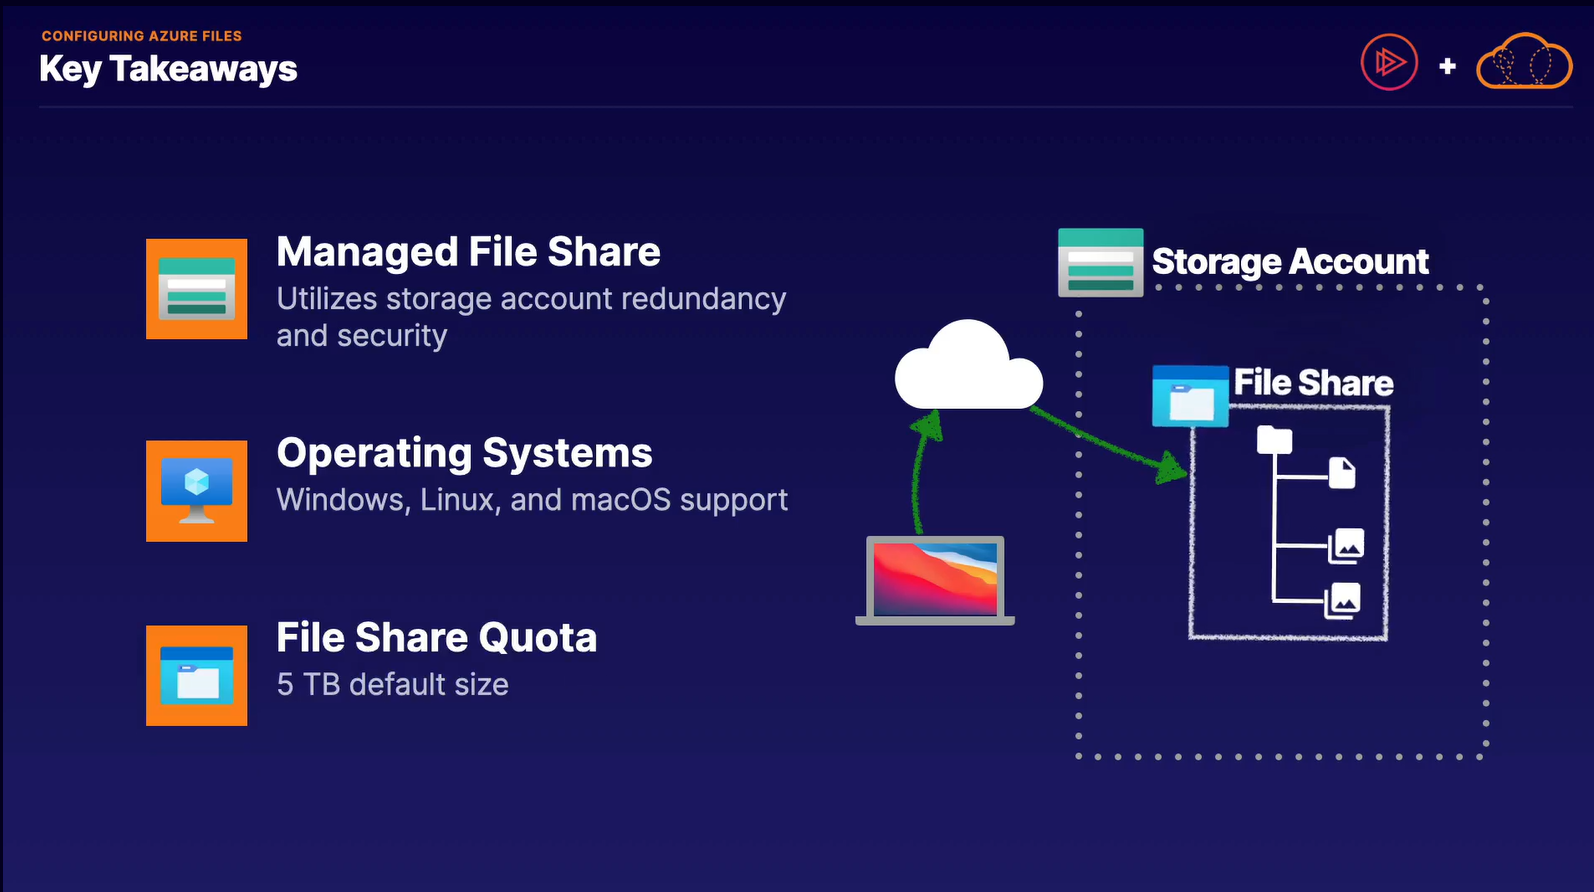 CONFIGURING AZURE FILES
Key Takeaways
+
Managed File Share
Utilizes storage account redundancy
and security
Operating Systems
Windows, Linux, and macOS support
File Share Quota
5 TB default size
Storage Account
File Share